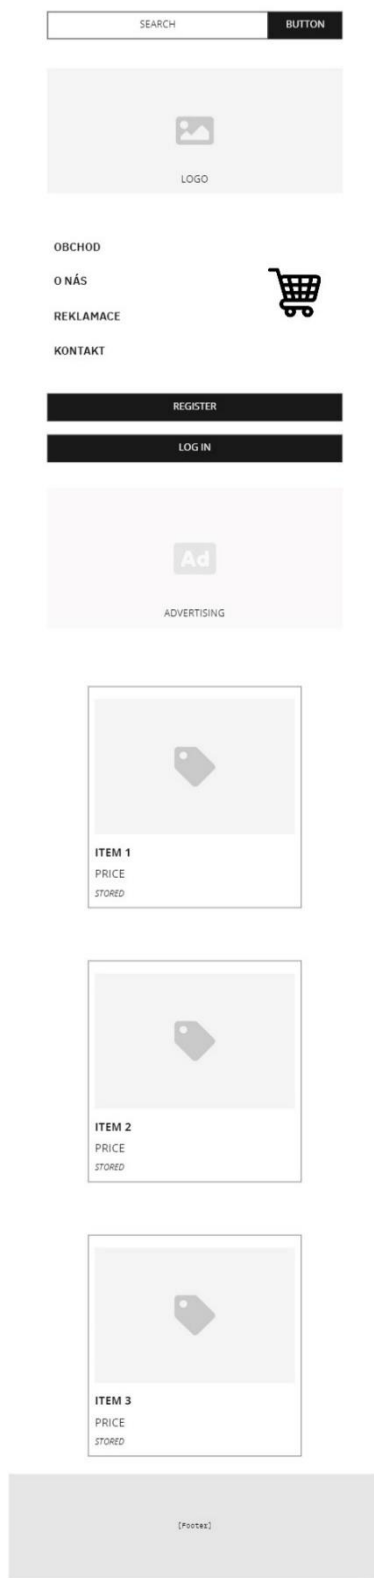 SEARCH BUTTON
LOGO
OBCHOD
O NÁS
REKLAMACE
KONTAKT
REGISTER
LOG IN
Ad
ADVERTISING
ITEM 1
PRICE
STORED
ITEM 2
PRICE
STORED
ITEM 3
PRICE
STORED
[Footer]